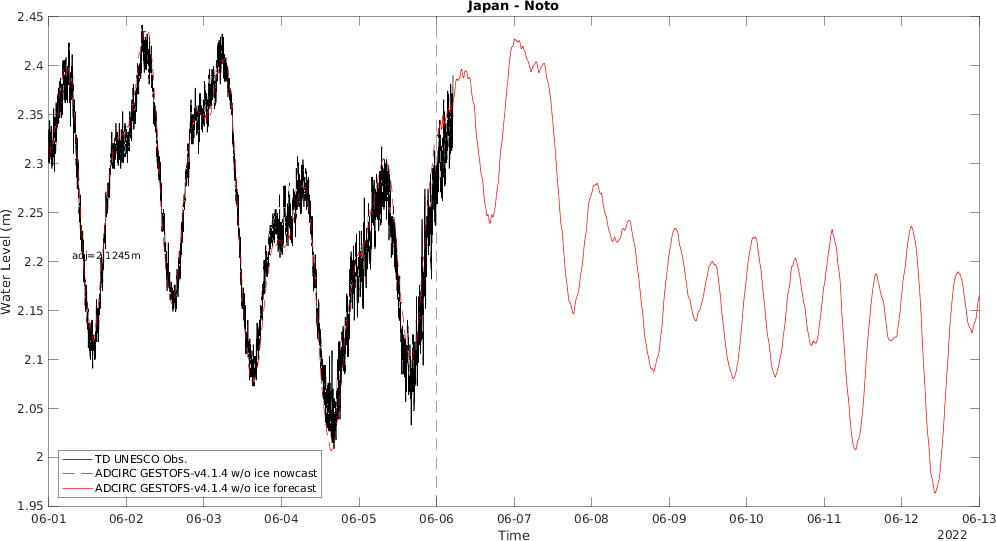 Japan - Noto
2.45
2.4
2.35
2.3
2.25
2.2
2.15
2.1
2.05
2
1.95
Water Level (m)
adj=2.1245m
TD UNESCO Obs.
ADCIRC GESTOFS-v4.1.4 w/o ice nowcast
ADCIRC GESTOFS-v4.1.4 w/o ice forecast
06-01 06-02 06-03 06-04 06-05 06-06 06-07 06-08 06-09 06-10 06-11 06-12 06-13
Time
2022